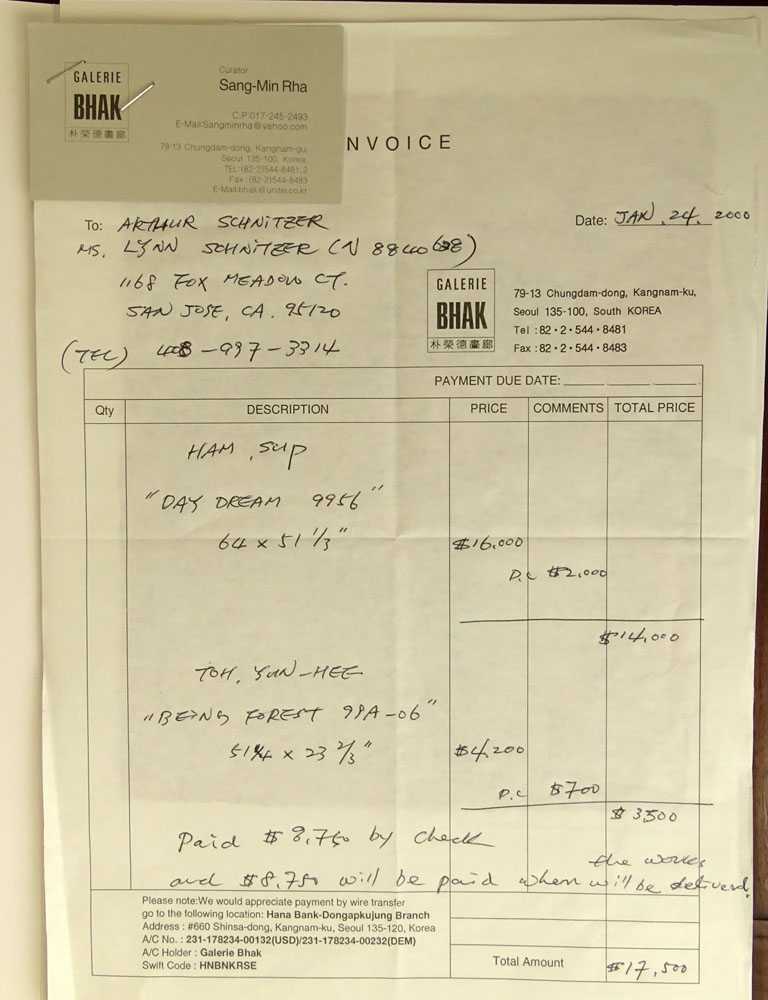 GALERIE
BHAK
朴榮德畫廊
Curator
Sang-Min Rha
C.P:017-245-2493
E-Mail:Sangminrha@yahoo.com
79-13 Chungdam-dong, Kangnam-gu,
Seoul 135-100, Korea.
TEL:(82-2)544-8481,2
Fax:(82-2)544-8483
E-Mail:bhak@unitel.co.kr
NVOICE
To: ARTHUR SCHNITZER
Date: JAN. 24. 2000
MS. LYNN SCHNITZER
1168 FOX MEADOW CT.
SAN JOSE, CA. 95120
(TEL) 408-997-3314
GALERIE
BHAK
朴榮德畫廊
79-13 Chungdam-dong, Kangnam-ku,
Seoul 135-100, South KOREA
Tel : 82 • 2 • 544 • 8481
Fax : 82 • 2 • 544 • 8483
PAYMENT DUE DATE:
Qty DESCRIPTION PRICE COMMENTS TOTAL PRICE
HAM, Sup
"DAY DREAM 9956"
64 x 51 1/3" $16,000
D.C $2,000
$14,000
TOH, YUN-HEE
"BEING FOREST 99A-06"
51 1/4 x 23 2/3" $4,200
D.C $700
$3,500
Paid $8,750 by check
the works
and $8,750 will be paid when will be delivered.
Please note:We would appreciate payment by wire transfer
go to the following location: Hana Bank-Dongapkujung Branch
Address : #660 Shinsa-dong, Kangnam-ku, Seoul 135-120, Korea
A/C No. : 231-178234-00132(USD)/231-178234-00232(DEM)
A/C Holder : Galerie Bhak
Swift Code : HNBNKRSE
Total Amount $17,500